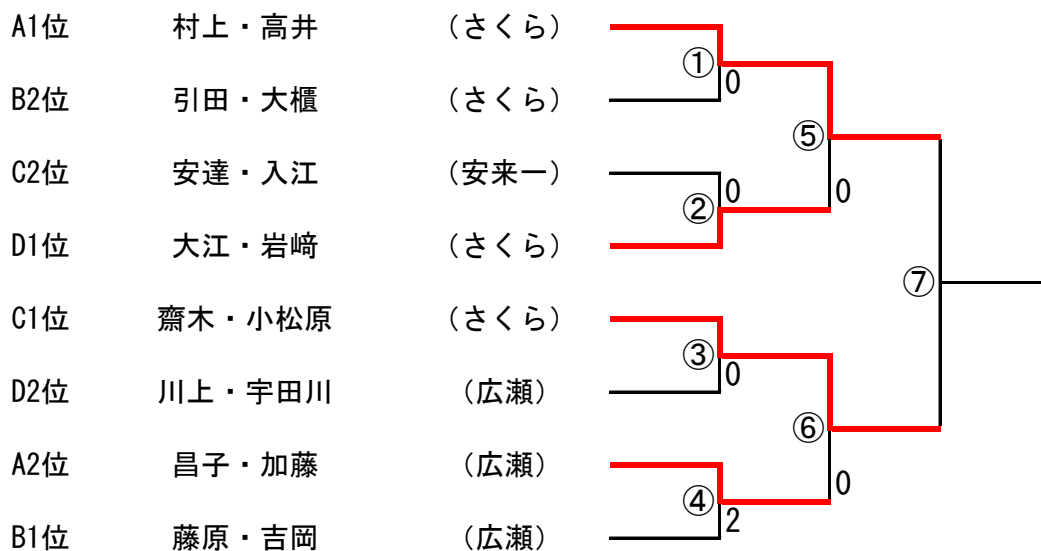 A1位 村上・高井 (さくら)
①
0
B2位 引田・大櫃 (さくら)
⑤
C2位 安達・入江 (安来一)
0
0
②
D1位 大江・岩﨑 (さくら)
⑦
C1位 齋木・小松原 (さくら)
③
0
D2位 川上・宇田川 (広瀬)
⑥
A2位 昌子・加藤 (広瀬)
0
④
2
B1位 藤原・吉岡 (広瀬)